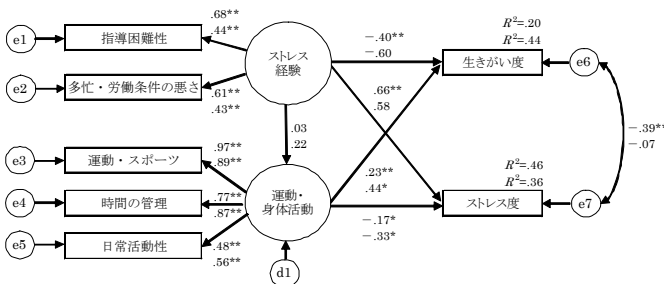 e1
指導困難性
.68**
.44**
ストレス
経験
−.40**
−.60
R²=.20
R²=.44
生きがい度
e6
e2
多忙・労働条件の悪さ
.61**
.43**
.66**
.58
.03
.22
−.39**
−.07
e3
運動・スポーツ
.97**
.89**
運動・
身体活動
.23**
.44*
R²=.46
R²=.36
e4
時間の管理
.77**
.87**
−.17*
−.33*
ストレス度
e7
e5
日常活動性
.48**
.56**
d1